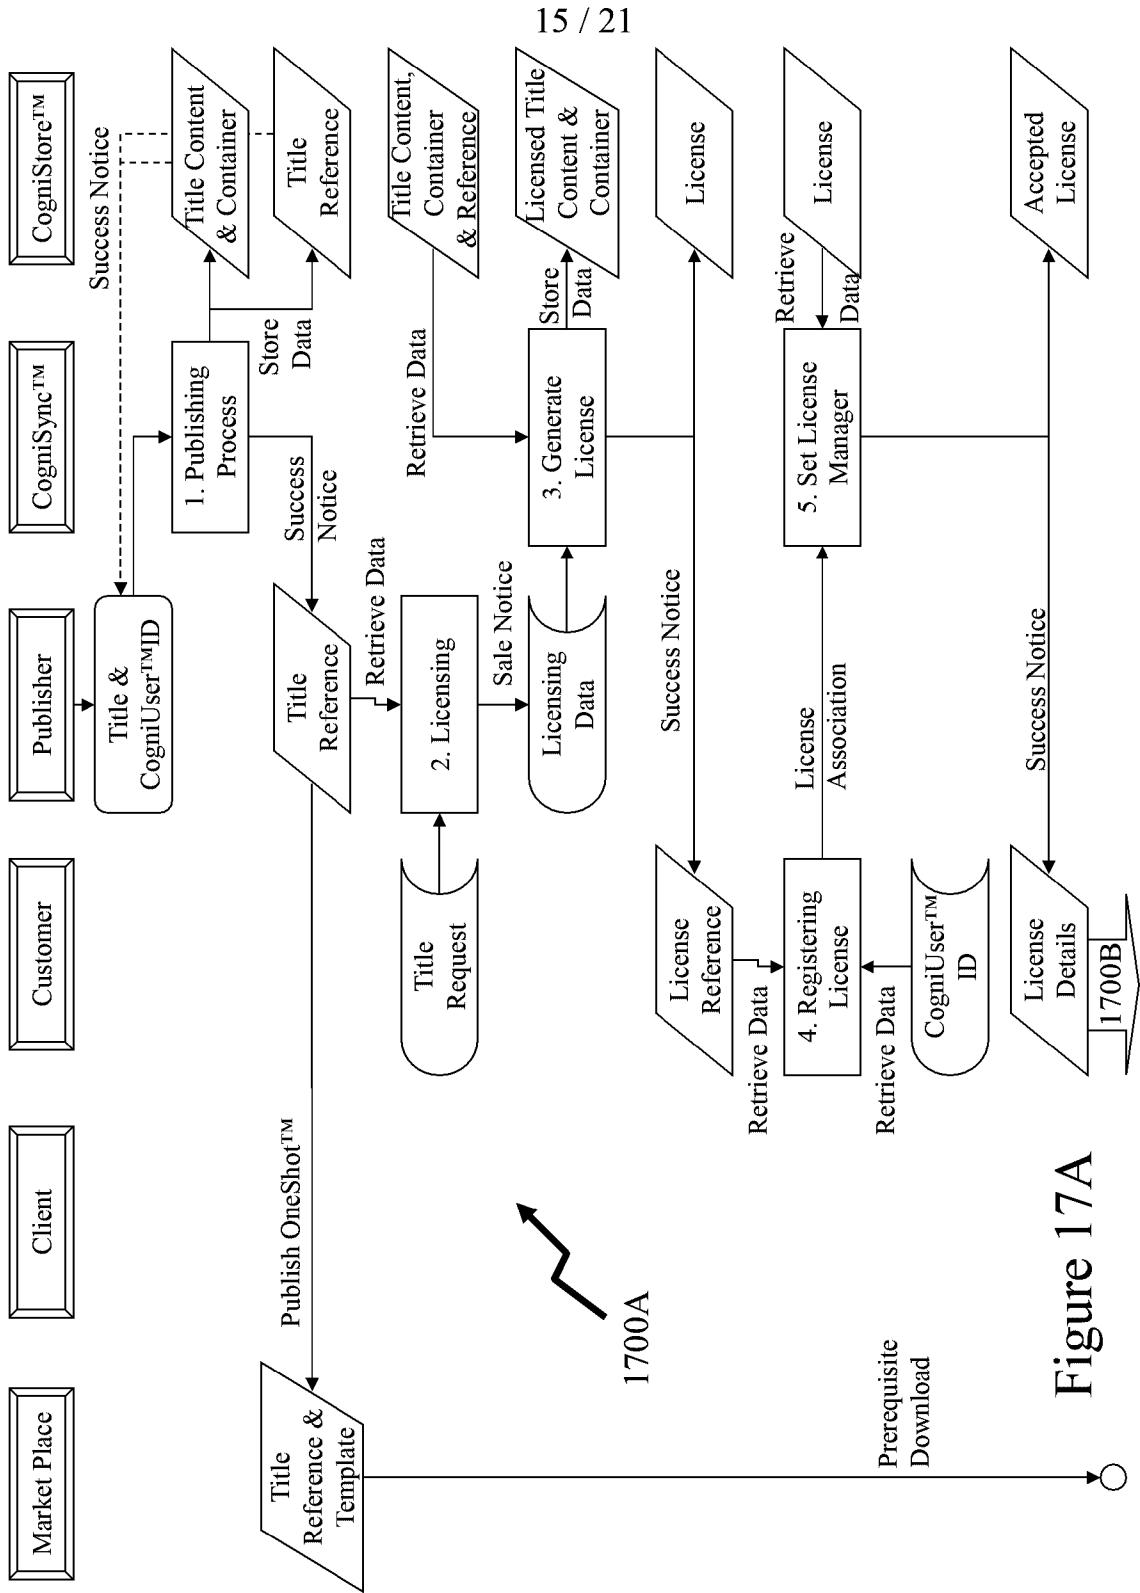 15 / 21
Market Place
Client
Customer
Publisher
CogniSync™
CogniStore™
Title &
CogniUser™ID
Success Notice
1. Publishing
Process
Title Content
& Container
Store
Data
Title
Reference
Success
Notice
Title
Reference
Publish OneShot™
Title
Reference &
Template
Retrieve Data
Title
Request
2. Licensing
Retrieve Data
Title Content,
Container
& Reference
Sale Notice
Licensing
Data
3. Generate
License
Store
Data
Licensed Title
Content &
Container
Success Notice
License
License
Reference
Retrieve Data
4. Registering
License
License
Association
5. Set License
Manager
Retrieve
Data
License
Retrieve Data
CogniUser™
ID
Success Notice
Accepted
License
License
Details
1700B
Prerequisite
Download
1700A
Figure 17A